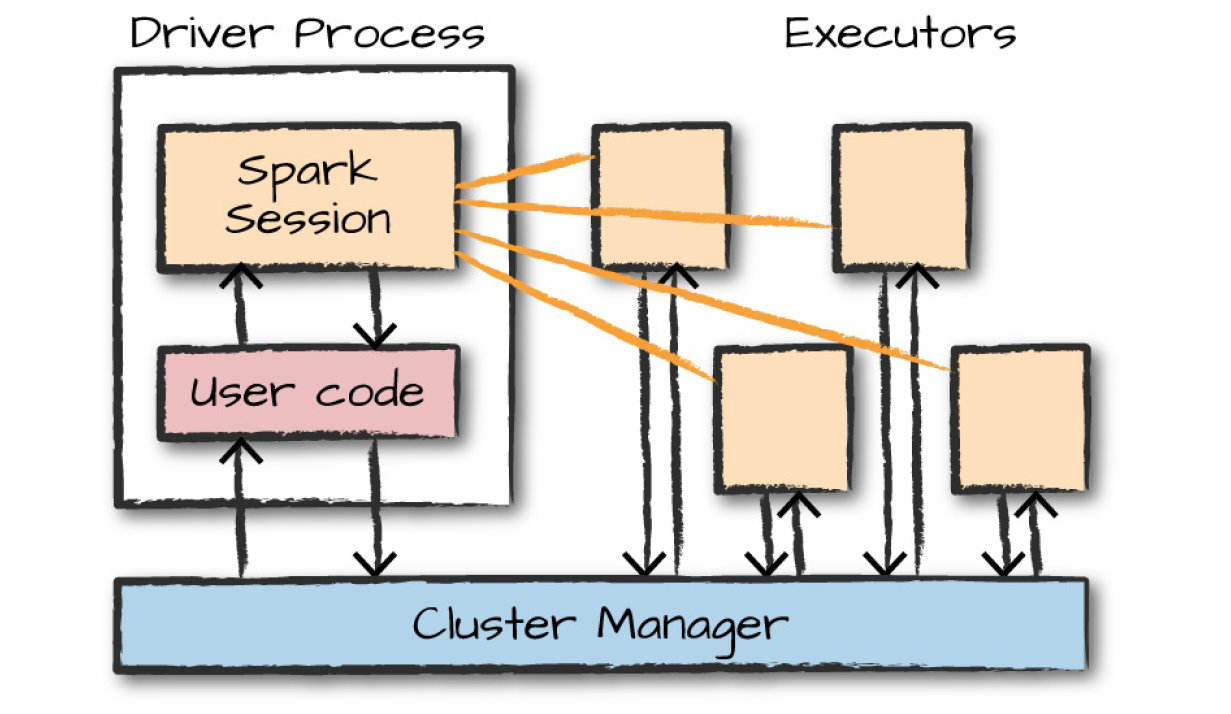 Driver Process
Executors
Spark
Session
User code
Cluster Manager